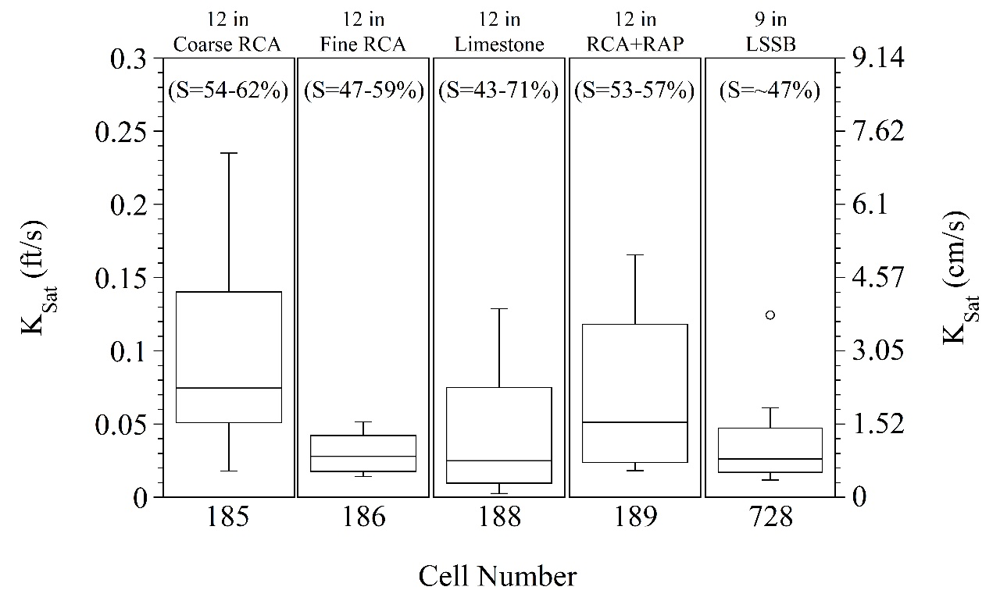 12 in
Coarse RCA
12 in
Fine RCA
12 in
Limestone
12 in
RCA+RAP
9 in
LSSB
(S=54-62%)
(S=47-59%)
(S=43-71%)
(S=53-57%)
(S=~47%)
0.3
0.25
0.2
0.15
0.1
0.05
0
K_Sat (ft/s)
9.14
7.62
6.1
4.57
3.05
1.52
0
K_Sat (cm/s)
185
186
188
189
728
Cell Number